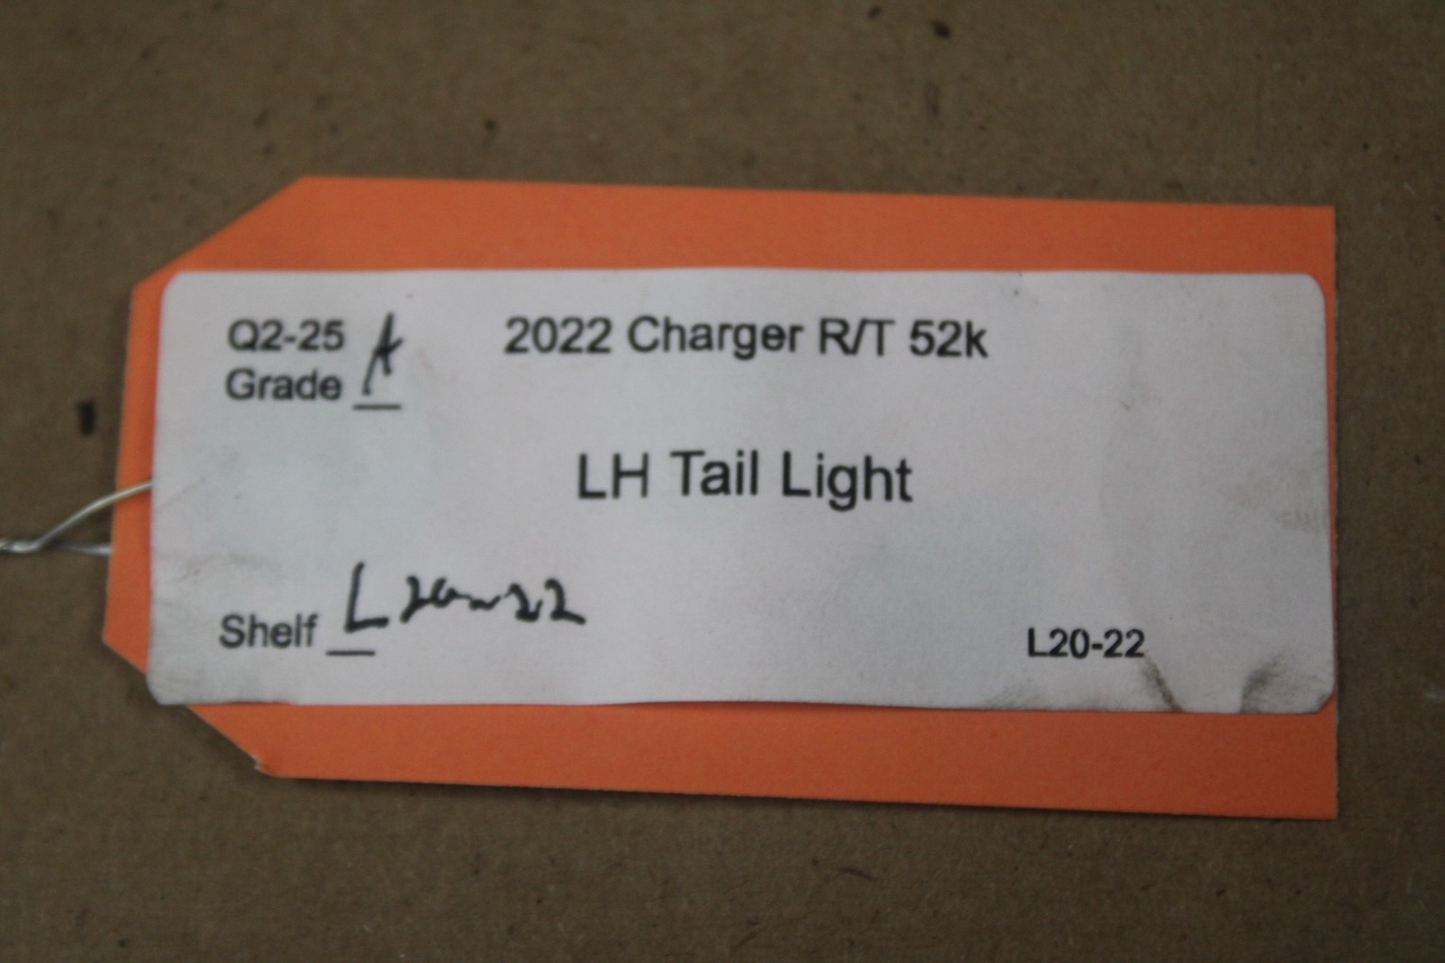 Q2-25 2022 Charger R/T 52k
Grade A
LH Tail Light
Shelf L20-22
L20-22